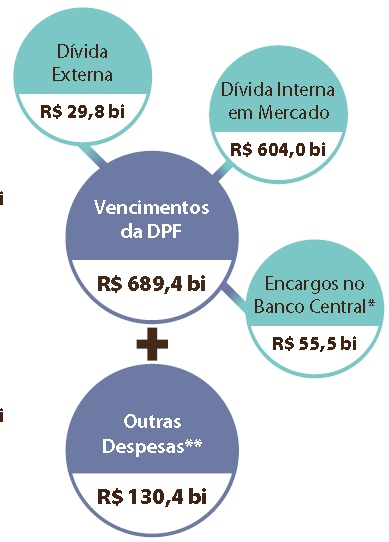 Dívida
Externa
R$ 29,8 bi
Dívida Interna
em Mercado
R$ 604,0 bi
i
Vencimentos
da DPF
R$ 689,4 bi
Encargos no
Banco Central*
R$ 55,5 bi
+
i
Outras
Despesas**
R$ 130,4 bi